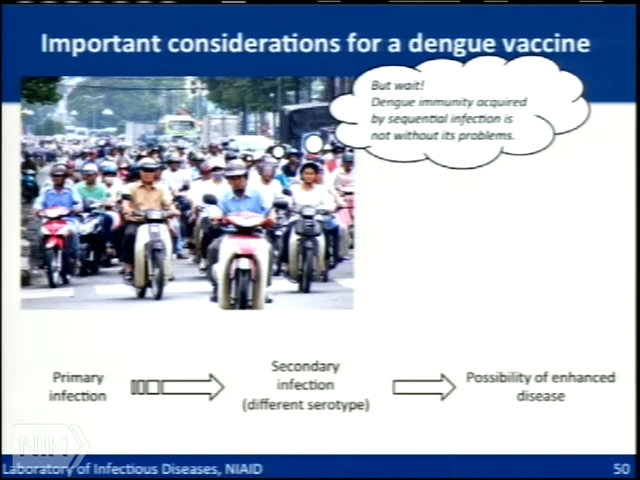 Important considerations for a dengue vaccine
But wait!
Dengue immunity acquired
by sequential infection is
not without its problems.
Primary
infection
Secondary
infection
(different serotype)
Possibility of enhanced
disease
NIH
Laboratory of Infectious Diseases, NIAID
50